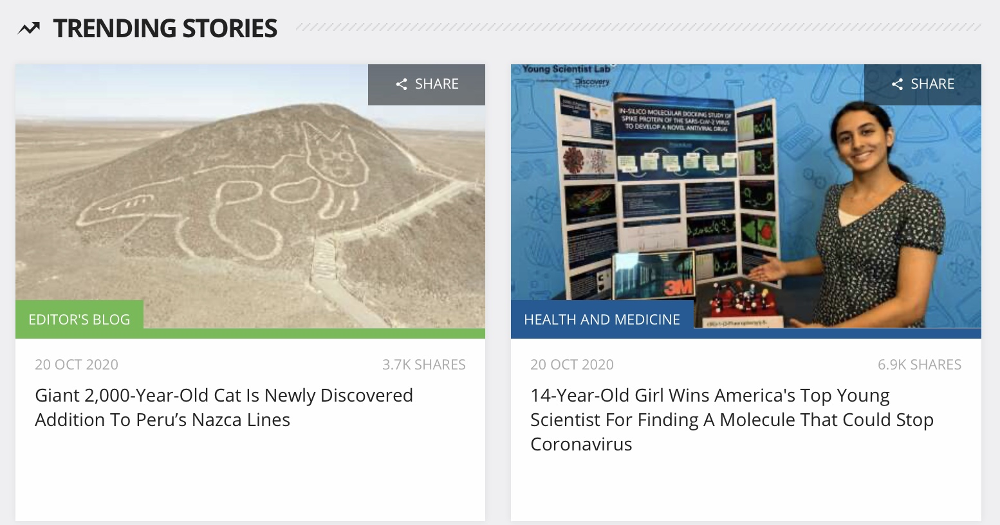 TRENDING STORIES
SHARE
EDITOR'S BLOG
20 OCT 2020
3.7K SHARES
Giant 2,000-Year-Old Cat Is Newly Discovered
Addition To Peru’s Nazca Lines
Young Scientist Lab
Discovery
SHARE
IN-SILICO MOLECULAR DOCKING STUDY OF
SPIKE PROTEIN OF THE SARS-COV-2 VIRUS
TO DEVELOP A NOVEL ANTIVIRAL DRUG
Procedure
3M
HEALTH AND MEDICINE
20 OCT 2020
6.9K SHARES
14-Year-Old Girl Wins America's Top Young
Scientist For Finding A Molecule That Could Stop
Coronavirus